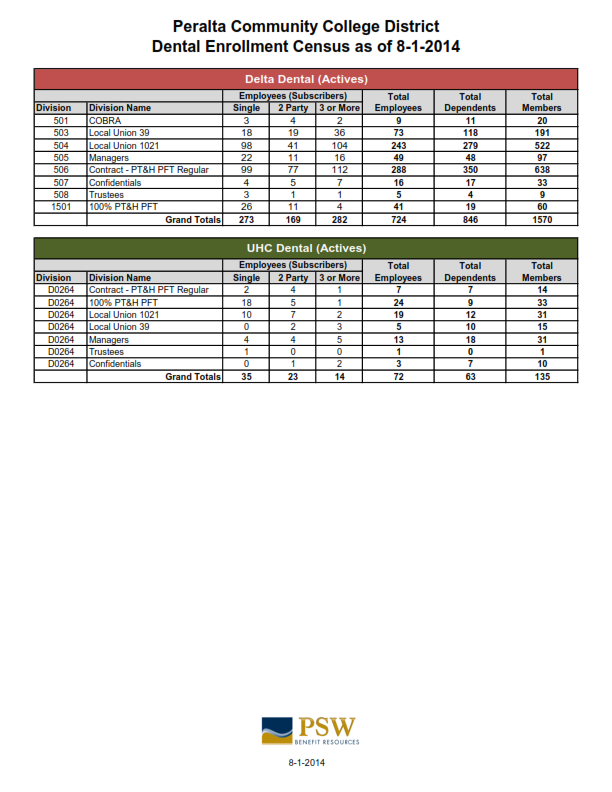 Peralta Community College District
Dental Enrollment Census as of 8-1-2014
Delta Dental (Actives)
Employees (Subscribers) Total Total Total
Division Division Name Single 2 Party 3 or More Employees Dependents Members
501 COBRA 3 4 2 9 11 20
503 Local Union 39 18 19 36 73 118 191
504 Local Union 1021 98 41 104 243 279 522
505 Managers 22 11 16 49 48 97
506 Contract - PT&H PFT Regular 99 77 112 288 350 638
507 Confidentials 4 5 7 16 17 33
508 Trustees 3 1 1 5 4 9
1501 100% PT&H PFT 26 11 4 41 19 60
Grand Totals 273 169 282 724 846 1570
UHC Dental (Actives)
Employees (Subscribers) Total Total Total
Division Division Name Single 2 Party 3 or More Employees Dependents Members
D0264 Contract - PT&H PFT Regular 2 4 1 7 7 14
D0264 100% PT&H PFT 18 5 1 24 9 33
D0264 Local Union 1021 10 7 2 19 12 31
D0264 Local Union 39 0 2 3 5 10 15
D0264 Managers 4 4 5 13 18 31
D0264 Trustees 1 0 0 1 0 1
D0264 Confidentials 0 1 2 3 7 10
Grand Totals 35 23 14 72 63 135
PSW
BENEFIT RESOURCES
8-1-2014